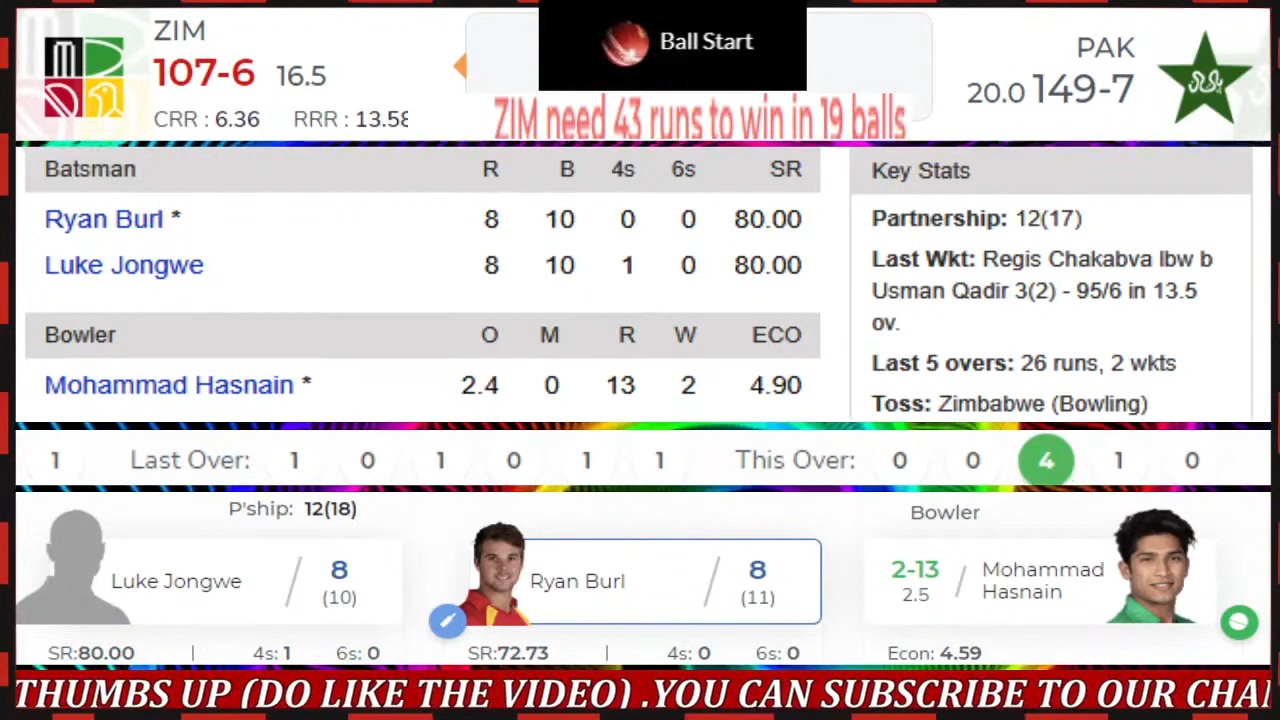 ZIM
107-6 16.5
CRR : 6.36 RRR : 13.58
Ball Start
ZIM need 43 runs to win in 19 balls
PAK
20.0 149-7
Batsman R B 4s 6s SR
Ryan Burl * 8 10 0 0 80.00
Luke Jongwe 8 10 1 0 80.00
Bowler O M R W ECO
Mohammad Hasnain * 2.4 0 13 2 4.90
Key Stats
Partnership: 12(17)
Last Wkt: Regis Chakabva lbw b
Usman Qadir 3(2) - 95/6 in 13.5
ov.
Last 5 overs: 26 runs, 2 wkts
Toss: Zimbabwe (Bowling)
1 Last Over: 1 0 1 0 1 1 This Over: 0 0 4 1 0
P'ship: 12(18)
Luke Jongwe / 8
(10)
SR:80.00 | 4s: 1 6s: 0
Ryan Burl / 8
(11)
SR:72.73 | 4s: 0 6s: 0
Bowler
2-13 / Mohammad
2.5 Hasnain
Econ: 4.59
THUMBS UP (DO LIKE THE VIDEO) .YOU CAN SUBSCRIBE TO OUR CHA